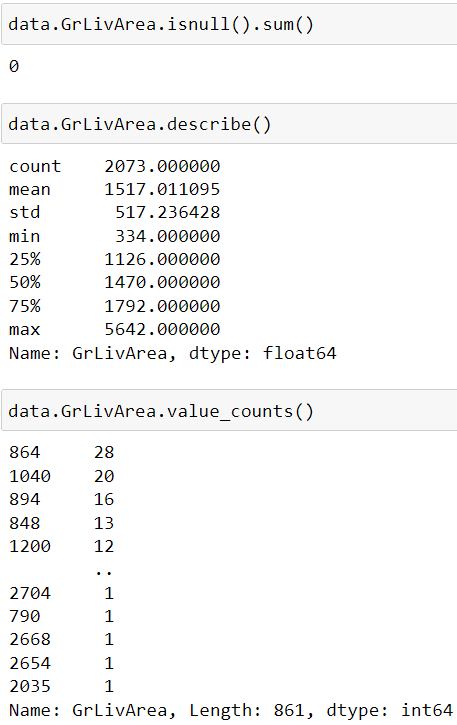 data.GrLivArea.isnull().sum()
0
data.GrLivArea.describe()
count    2073.000000
mean     1517.011095
std       517.236428
min       334.000000
25%      1126.000000
50%      1470.000000
75%      1792.000000
max      5642.000000
Name: GrLivArea, dtype: float64
data.GrLivArea.value_counts()
864     28
1040    20
894     16
848     13
1200    12
        ..
2704     1
790      1
2668     1
2654     1
2035     1
Name: GrLivArea, Length: 861, dtype: int64